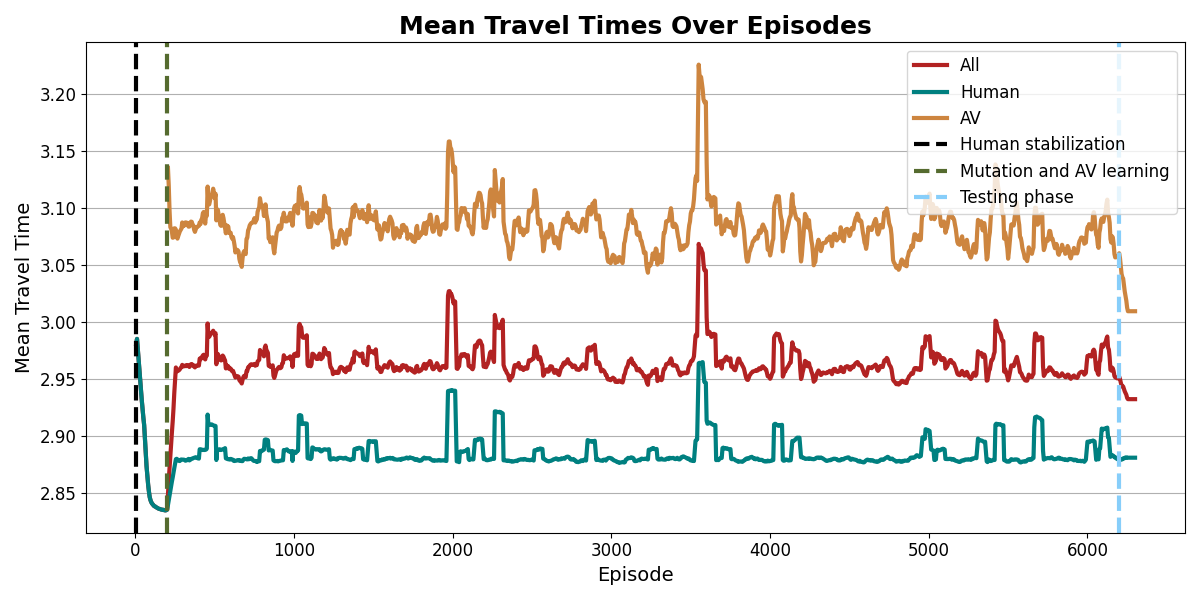 Mean Travel Times Over Episodes
All
Human
AV
Human stabilization
Mutation and AV learning
Testing phase
Mean Travel Time
3.20
3.15
3.10
3.05
3.00
2.95
2.90
2.85
0 1000 2000 3000 4000 5000 6000
Episode